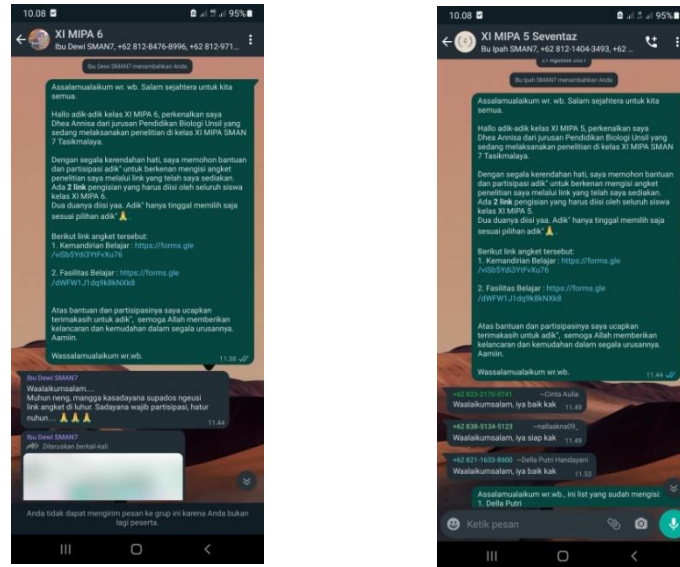 10.08
95%
XI MIPA 6
Ibu Dewi SMAN7, +62 812-8476-8996, +62 812-971...
Ibu Dewi SMAN7 menambahkan Anda
Assalamualaikum wr. wb. Salam sejahtera untuk kita
semua.
Hallo adik-adik kelas XI MIPA 6, perkenalkan saya
Dhea Annisa dari jurusan Pendidikan Biologi Unsil yang
sedang melaksanakan penelitian di kelas XI MIPA SMAN
7 Tasikmalaya.
Dengan segala kerendahan hati, saya memohon bantuan
dan partisipasi adik" untuk berkenan mengisi angket
penelitian saya melalui link yang telah saya sediakan.
Ada 2 link pengisian yang harus diisi oleh seluruh siswa
kelas XI MIPA 6.
Dua duanya diisi yaa. Adik" hanya tinggal memilih saja
sesuai pilihan adik"🙏.
Berikut link angket tersebut:
1. Kemandirian Belajar : https://forms.gle
/viSb5Ydi3YtFvXu76
2. Fasilitas Belajar : https://forms.gle
/dWFW1J1dq9k8kNXk8
Atas bantuan dan partisipasinya saya ucapkan
terimakasih untuk adik", semoga Allah memberikan
kelancaran dan kemudahan dalam segala urusannya.
Aamiin.
Wassalamualaikum wr.wb.
11.38
Ibu Dewi SMAN7
Waalaikumsalam....
Muhun neng, mangga kasadayana supados ngeusi
link angket di luhur. Sadayana wajib partisipasi, hatur
nuhun.... 🙏🙏🙏
11.44
Ibu Dewi SMAN7
Diteruskan berkali-kali
Anda tidak dapat mengirim pesan ke grup ini karena Anda bukan
lagi peserta.
10.08
95%
XI MIPA 5 Seventaz
Bu Ipah SMAN7, +62 812-1404-3493, +62 ...
21 Agustus 2021
Bu Ipah SMAN7 menambahkan Anda
Assalamualaikum wr. wb. Salam sejahtera untuk kita
semua.
Hallo adik-adik kelas XI MIPA 5, perkenalkan saya
Dhea Annisa dari jurusan Pendidikan Biologi Unsil yang
sedang melaksanakan penelitian di kelas XI MIPA SMAN
7 Tasikmalaya.
Dengan segala kerendahan hati, saya memohon bantuan
dan partisipasi adik" untuk berkenan mengisi angket
penelitian saya melalui link yang telah saya sediakan.
Ada 2 link pengisian yang harus diisi oleh seluruh siswa
kelas XI MIPA 5.
Dua duanya diisi yaa. Adik" hanya tinggal memilih saja
sesuai pilihan adik"🙏.
Berikut link angket tersebut:
1. Kemandirian Belajar : https://forms.gle
/viSb5Ydi3YtFvXu76
2. Fasilitas Belajar : https://forms.gle
/dWFW1J1dq9k8kNXk8
Atas bantuan dan partisipasinya saya ucapkan
terimakasih untuk adik", semoga Allah memberikan
kelancaran dan kemudahan dalam segala urusannya.
Aamiin.
Wassalamualaikum wr.wb.
11.44
+62 823-2170-0741 ~Cinta Aulia
Waalaikumsalam, iya baik kak 11.49
+62 838-5134-5123 ~nafiaakna09_
Waalaikumsalam, iya siap kak 11.49
+62 821-1633-8600 ~Della Putri Handayani
Waalaikumsalam, iya baik kak 11.53
Assalamualaikum wr.wb., ini list yang sudah mengisi:
1. Della Putri
Ketik pesan